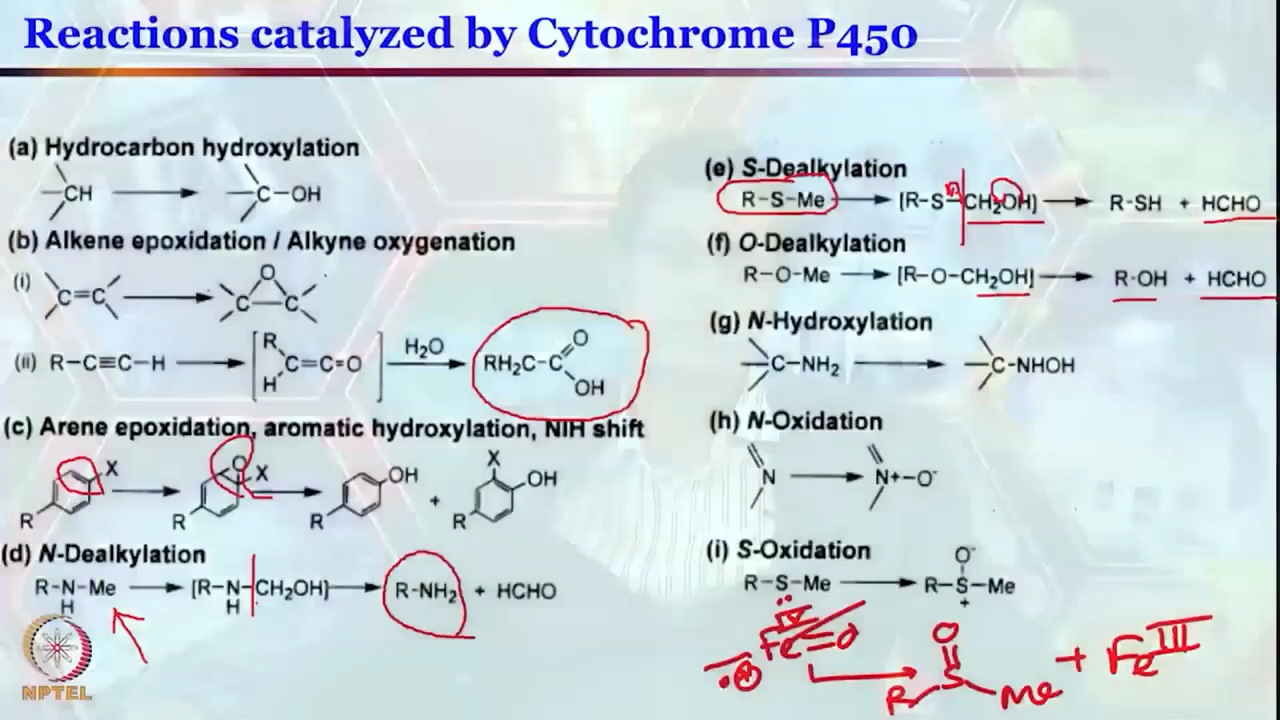 Reactions catalyzed by Cytochrome P450
(a) Hydrocarbon hydroxylation
CH
C–OH
(b) Alkene epoxidation / Alkyne oxygenation
(i)
C=C
O
C C
(ii) R–C≡C–H
R
C=C=O
H
H₂O
RH₂C–C
O
OH
(c) Arene epoxidation, aromatic hydroxylation, NIH shift
X
R
O
X
R
OH
R
+
X
OH
R
(d) N-Dealkylation
R–N–Me
H
[R–N–CH₂OH]
H
R–NH₂ + HCHO
(e) S-Dealkylation
R–S–Me
[R–S–CH₂OH]
R-SH + HCHO
(f) O-Dealkylation
R–O–Me
[R–O–CH₂OH]
R-OH + HCHO
(g) N-Hydroxylation
C–NH₂
C-NHOH
(h) N-Oxidation
N
N+–O⁻
(i) S-Oxidation
R–S–Me
O⁻
R–S–Me
+
IV
Fe=O
O
S
R
Me
+ Fe III
NPTEL